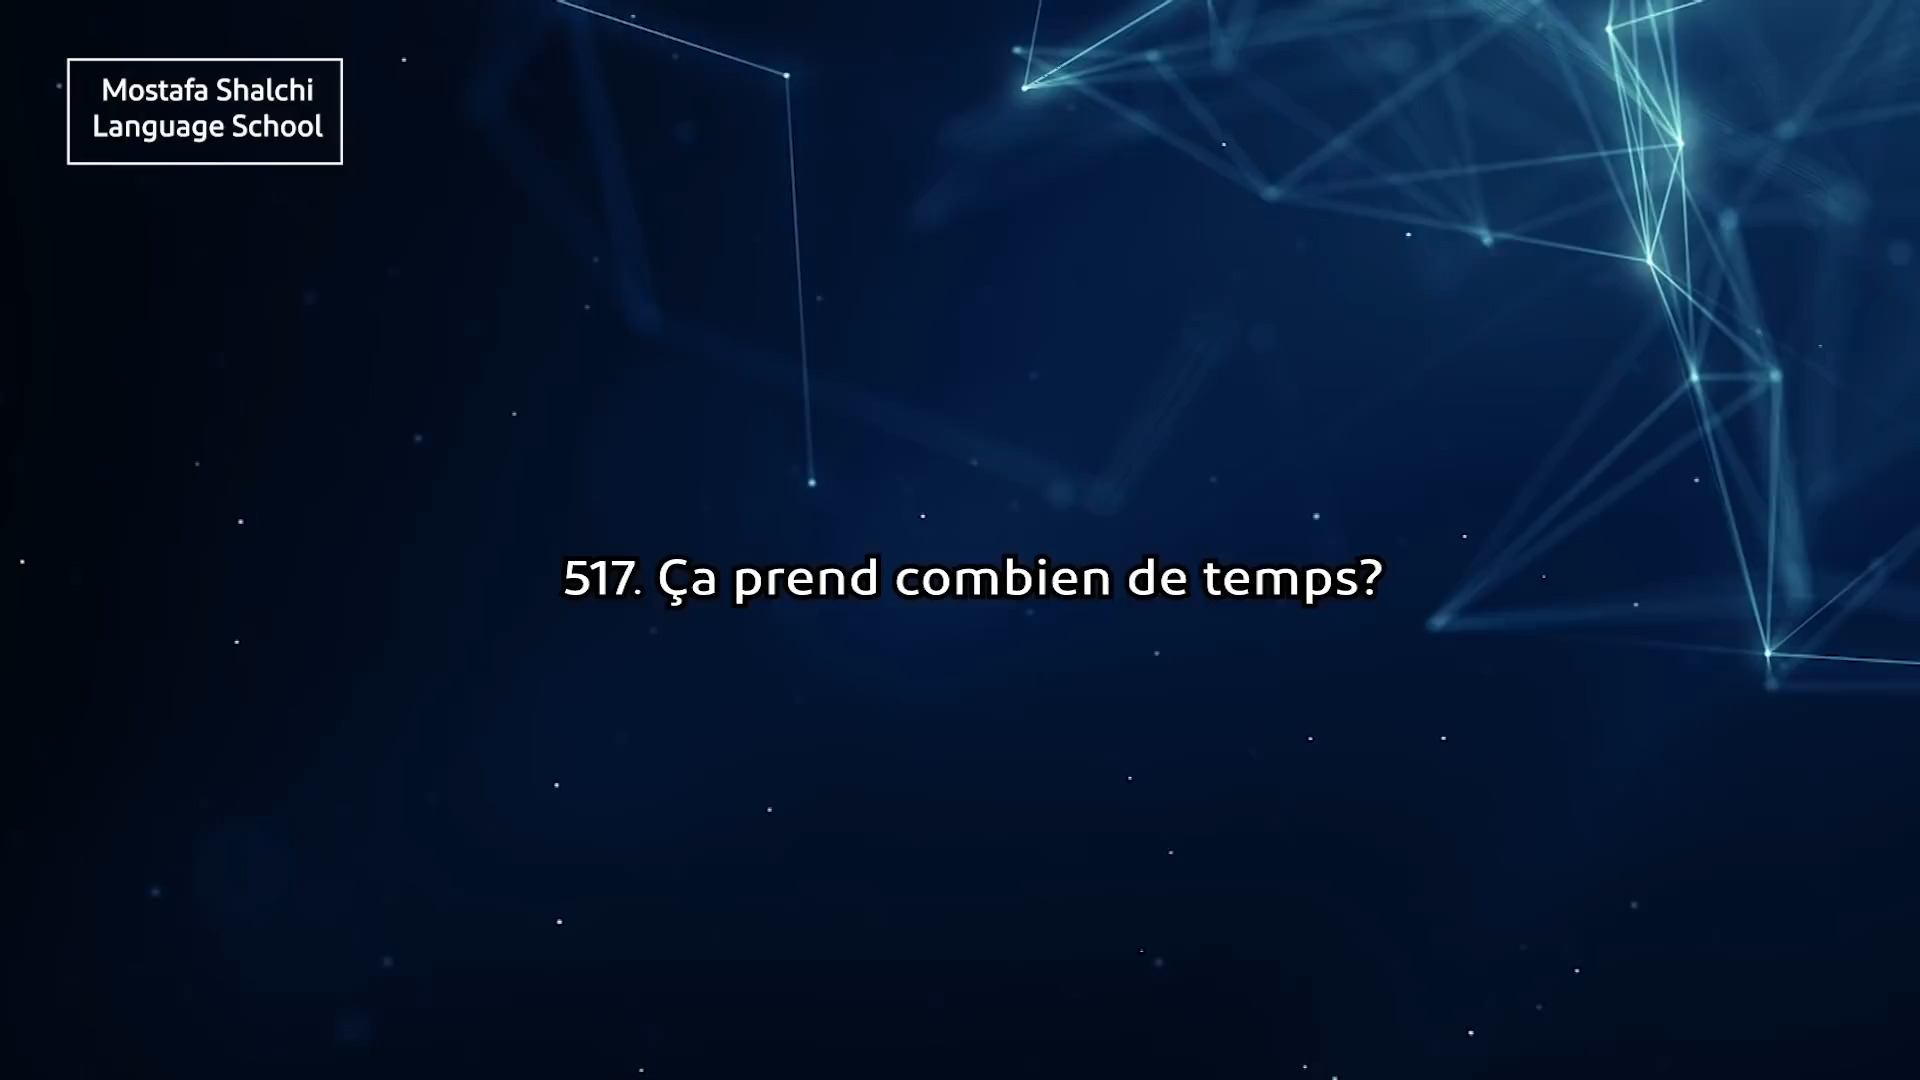 Mostafa Shalchi
Language School
517. Ça prend combien de temps?